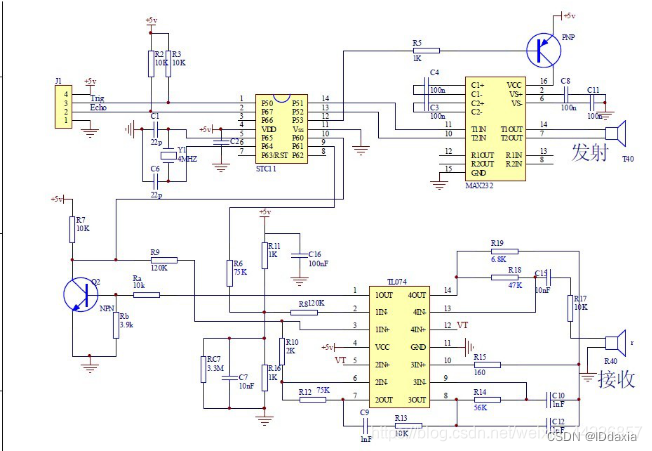 +5v
R5
1K
PNP
+5v
R2
10K
R3
10K
J1
+5v
4
3
2
1
Trig
Echo
C4
100n
C3
100n
C1+
C1-
C2+
C2-
VCC
VS+
VS-
16
2
6
C8
100n
C11
100n
C1
22p
Y1
4MHZ
C6
22p
+5v
C2
1
2
3
4
5
6
7
P50
P67
P66
VDD
P65
P64
P63/RST
P51
P52
P53
Vss
P60
P61
P62
14
13
12
11
10
9
8
STC11
11
10
T1IN
T2IN
T1OUT
T2OUT
14
7
12
9
15
R1OUT
R2OUT
GND
R1IN
R2IN
13
8
MAX232
发射
T40
+5v
R7
10K
R9
120K
Q2
NPN
Ra
10k
Rb
3.9k
R6
75K
+5v
R11
1K
C16
100nF
R8
120K
R10
2K
RC7
3.3M
C7
10nF
R16
1K
R12
75K
TL074
1
2
3
4
5
6
7
1OUT
1IN-
1IN+
VCC
2IN+
2IN-
2OUT
4OUT
4IN-
4IN+
GND
3IN+
3IN-
3OUT
14
13
12
11
10
9
8
+5v
VT
VT
R19
6.8K
R18
47K
C15
10nF
R17
10K
R15
160
R14
56K
C10
1nF
C12
1nF
C9
1nF
R13
10K
R40
接收
CSDN @IDdaxia